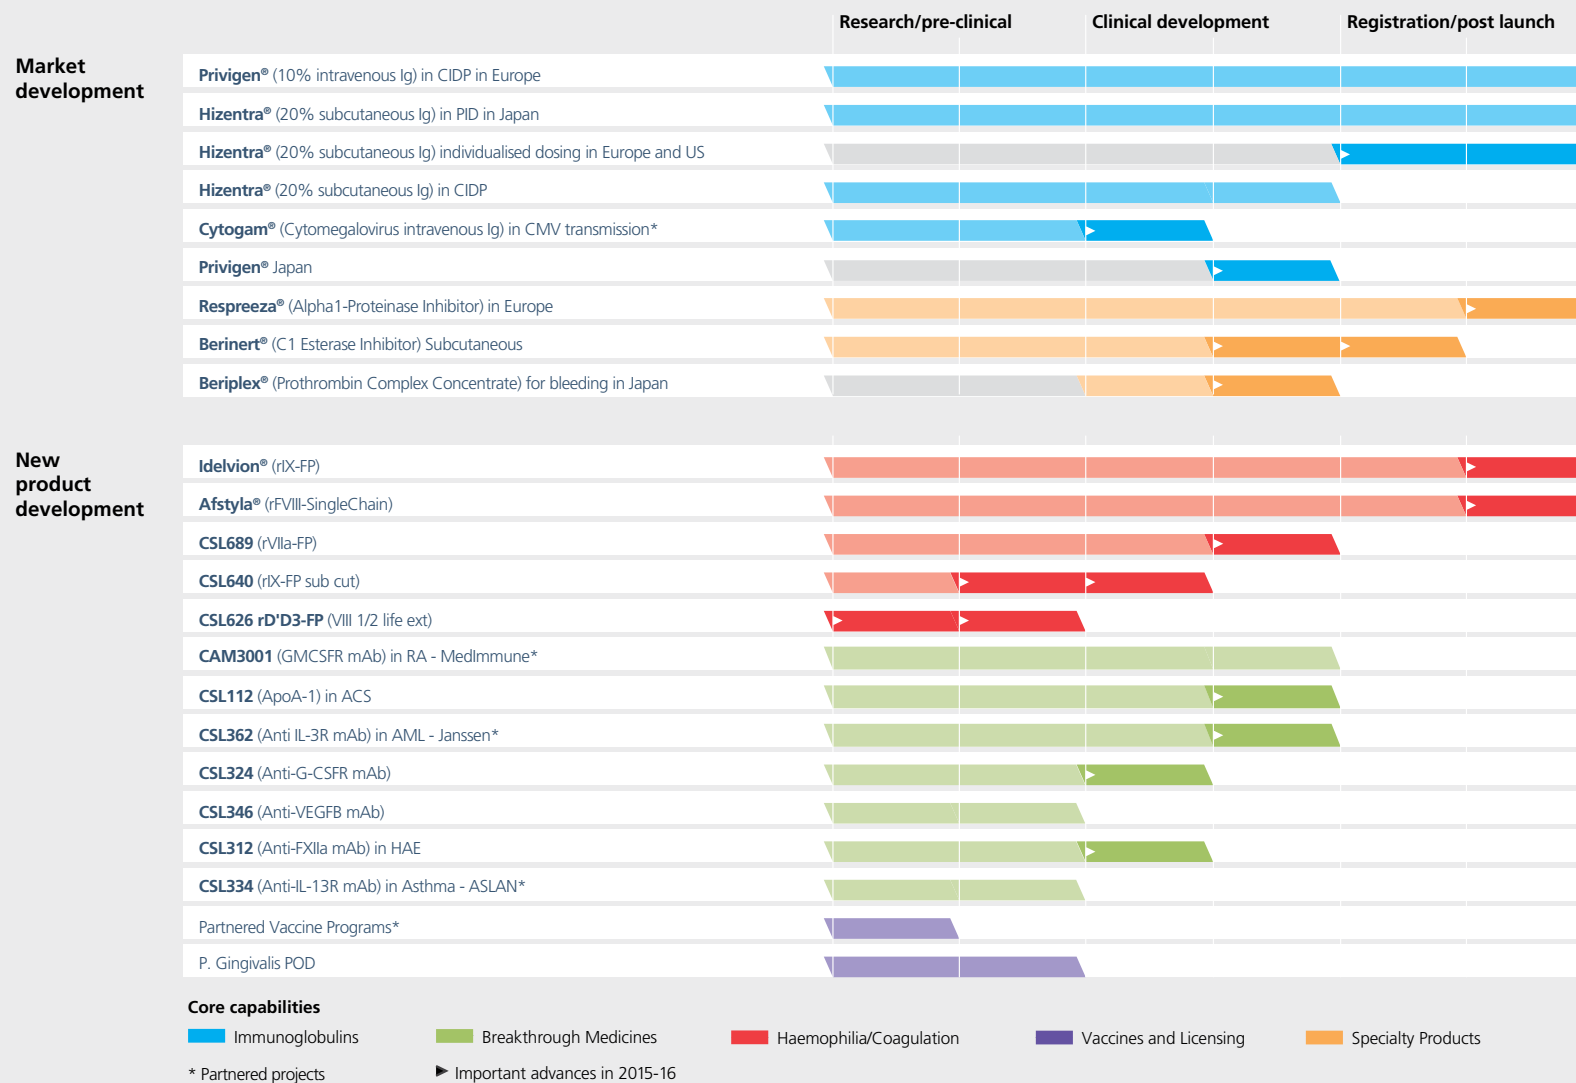 Research/pre-clinical Clinical development Registration/post launch
Market
development
Privigen® (10% intravenous Ig) in CIDP in Europe
Hizentra® (20% subcutaneous Ig) in PID in Japan
Hizentra® (20% subcutaneous Ig) individualised dosing in Europe and US
Hizentra® (20% subcutaneous Ig) in CIDP
Cytogam® (Cytomegalovirus intravenous Ig) in CMV transmission*
Privigen® Japan
Respreeza® (Alpha1-Proteinase Inhibitor) in Europe
Berinert® (C1 Esterase Inhibitor) Subcutaneous
Beriplex® (Prothrombin Complex Concentrate) for bleeding in Japan
New
product
development
Idelvion® (rIX-FP)
Afstyla® (rFVIII-SingleChain)
CSL689 (rVIIa-FP)
CSL640 (rIX-FP sub cut)
CSL626 rD'D3-FP (VIII 1/2 life ext)
CAM3001 (GMCSFR mAb) in RA - MedImmune*
CSL112 (ApoA-1) in ACS
CSL362 (Anti IL-3R mAb) in AML - Janssen*
CSL324 (Anti-G-CSFR mAb)
CSL346 (Anti-VEGFB mAb)
CSL312 (Anti-FXIIa mAb) in HAE
CSL334 (Anti-IL-13R mAb) in Asthma - ASLAN*
Partnered Vaccine Programs*
P. Gingivalis POD
Core capabilities
Immunoglobulins Breakthrough Medicines Haemophilia/Coagulation Vaccines and Licensing Specialty Products
* Partnered projects Important advances in 2015-16